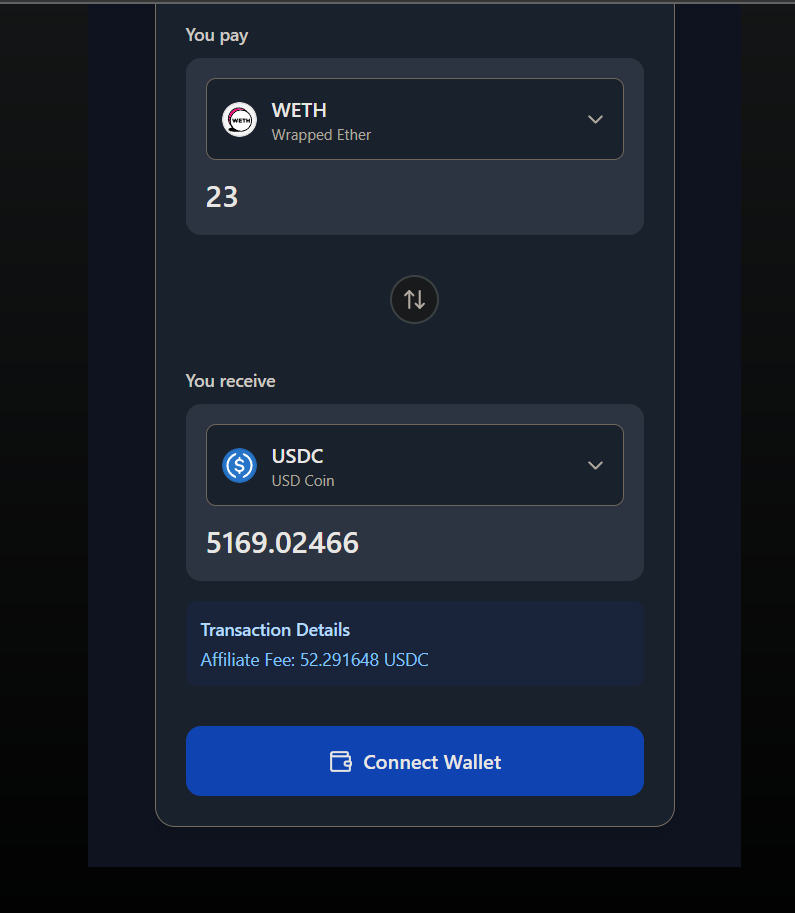 You pay
WETH
WETH
Wrapped Ether
23
You receive
USDC
USD Coin
5169.02466
Transaction Details
Affiliate Fee: 52.291648 USDC
Connect Wallet